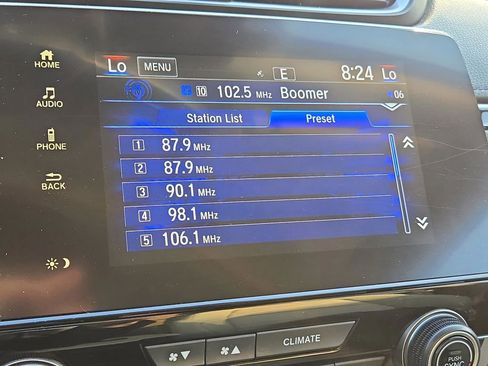 HOME
AUDIO
PHONE
BACK
Lo MENU E 8:24 Lo
10 102.5 MHz Boomer 06
Station List Preset
1 87.9 MHz
2 87.9 MHz
3 90.1 MHz
4 98.1 MHz
5 106.1 MHz
CLIMATE
PUSH
SYNC